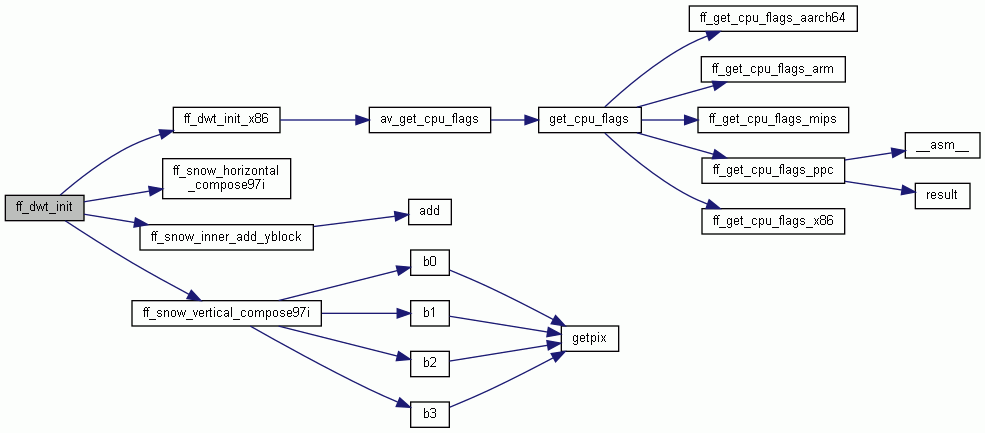 ff_get_cpu_flags_aarch64
ff_get_cpu_flags_arm
ff_dwt_init_x86
av_get_cpu_flags
get_cpu_flags
ff_get_cpu_flags_mips
__asm__
ff_snow_horizontal
_compose97i
ff_get_cpu_flags_ppc
result
ff_dwt_init
add
ff_get_cpu_flags_x86
ff_snow_inner_add_yblock
b0
ff_snow_vertical_compose97i
b1
getpix
b2
b3